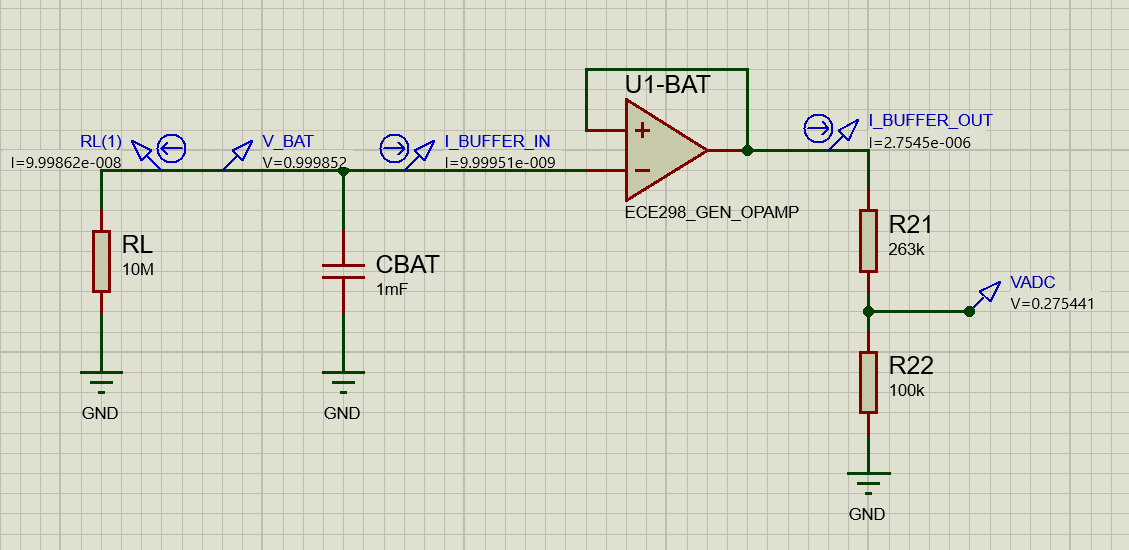 U1-BAT
RL(1)
I=9.99862e-008
V_BAT
V=0.999852
I_BUFFER_IN
I=9.99951e-009
I_BUFFER_OUT
I=2.7545e-006
ECE298_GEN_OPAMP
RL
10M
CBAT
1mF
R21
263k
VADC
V=0.275441
R22
100k
GND
GND
GND